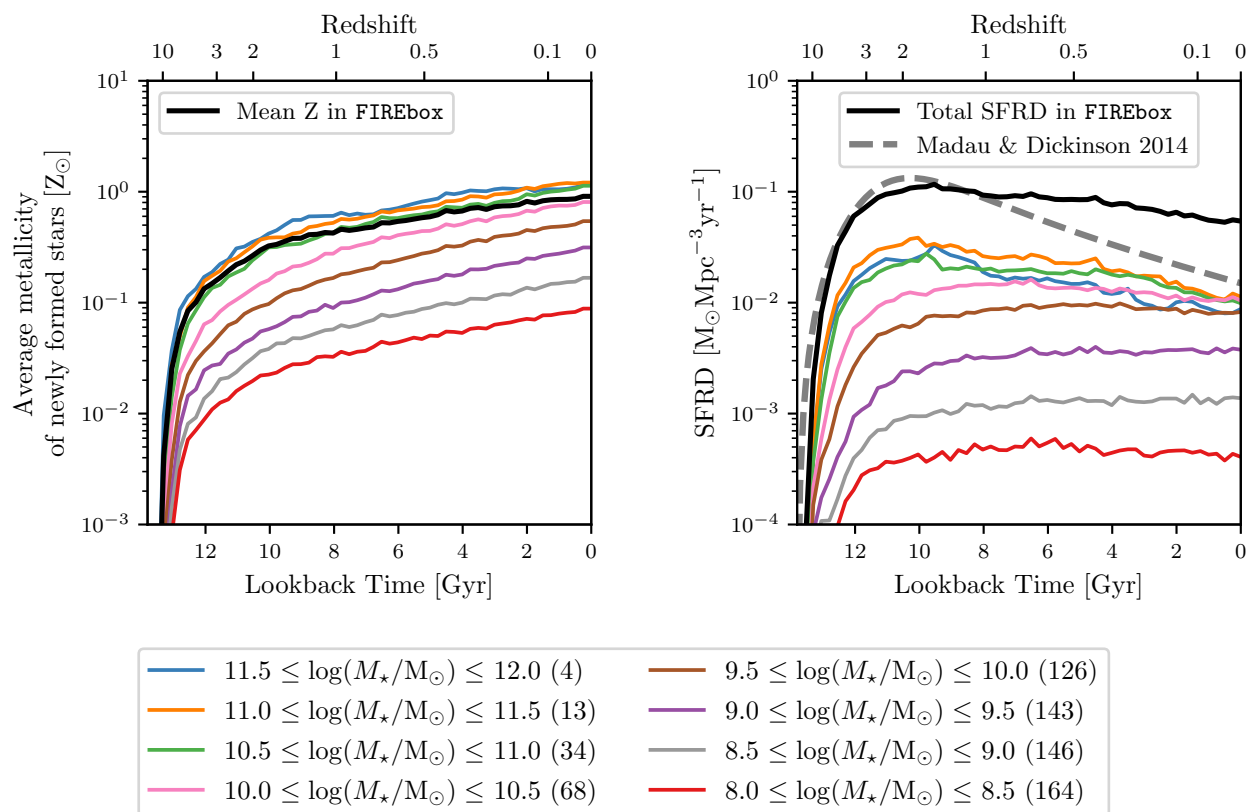 Redshift
10 3 2 1 0.5 0.1 0
10¹
10⁰
10⁻¹
10⁻²
10⁻³
Average metallicity
of newly formed stars [Z⊙]
Mean Z in FIREbox
12 10 8 6 4 2 0
Lookback Time [Gyr]
Redshift
10 3 2 1 0.5 0.1 0
10⁰
10⁻¹
10⁻²
10⁻³
10⁻⁴
SFRD [M⊙Mpc⁻³yr⁻¹]
Total SFRD in FIREbox
Madau & Dickinson 2014
12 10 8 6 4 2 0
Lookback Time [Gyr]
11.5 ≤ log(M⋆/M⊙) ≤ 12.0 (4)
11.0 ≤ log(M⋆/M⊙) ≤ 11.5 (13)
10.5 ≤ log(M⋆/M⊙) ≤ 11.0 (34)
10.0 ≤ log(M⋆/M⊙) ≤ 10.5 (68)
9.5 ≤ log(M⋆/M⊙) ≤ 10.0 (126)
9.0 ≤ log(M⋆/M⊙) ≤ 9.5 (143)
8.5 ≤ log(M⋆/M⊙) ≤ 9.0 (146)
8.0 ≤ log(M⋆/M⊙) ≤ 8.5 (164)